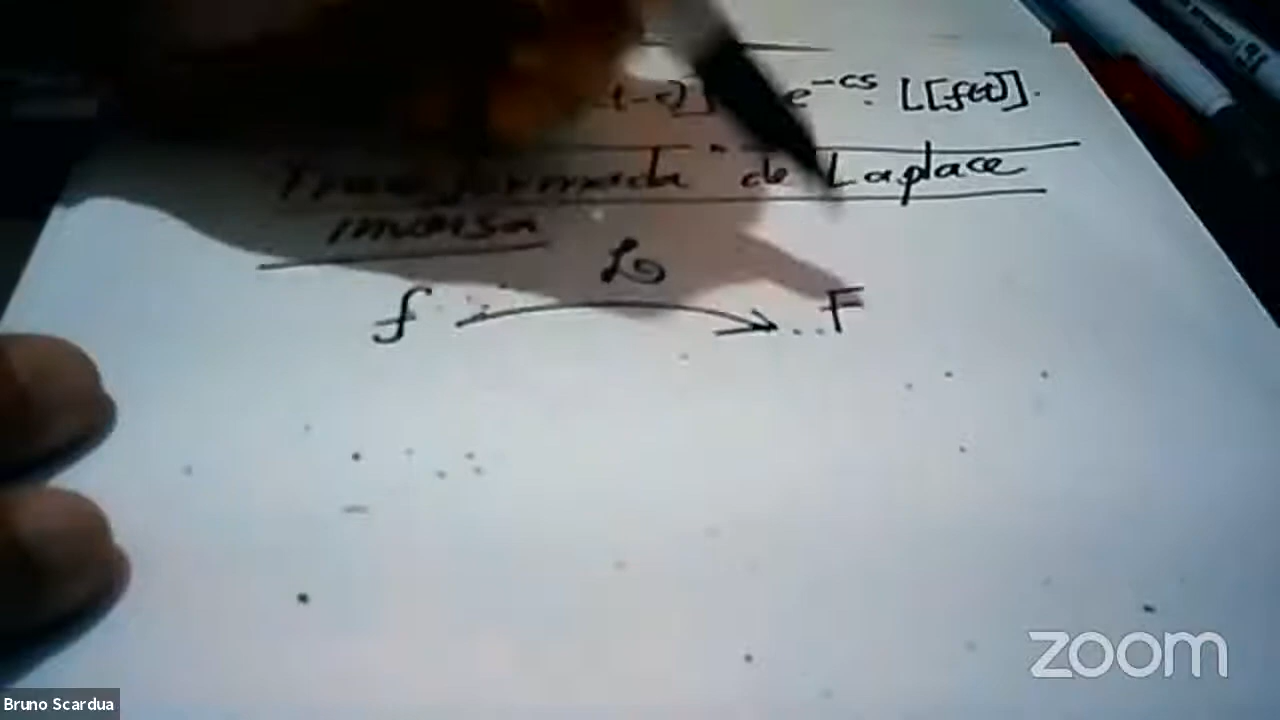 -c)] e^-cs. L[f(t)].
Transformada de Laplace
inversa
L
f F
zoom
Bruno Scardua